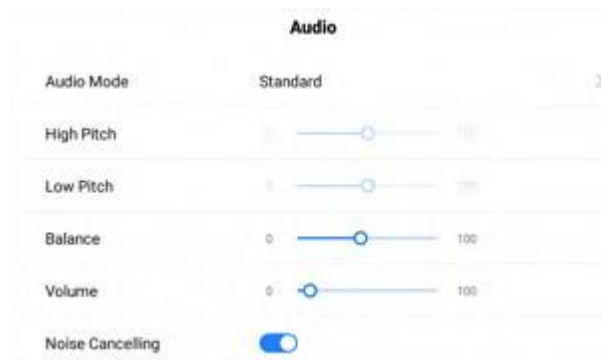 Audio
Audio Mode Standard
High Pitch
Low Pitch
Balance 0 100
Volume 0 100
Noise Cancelling